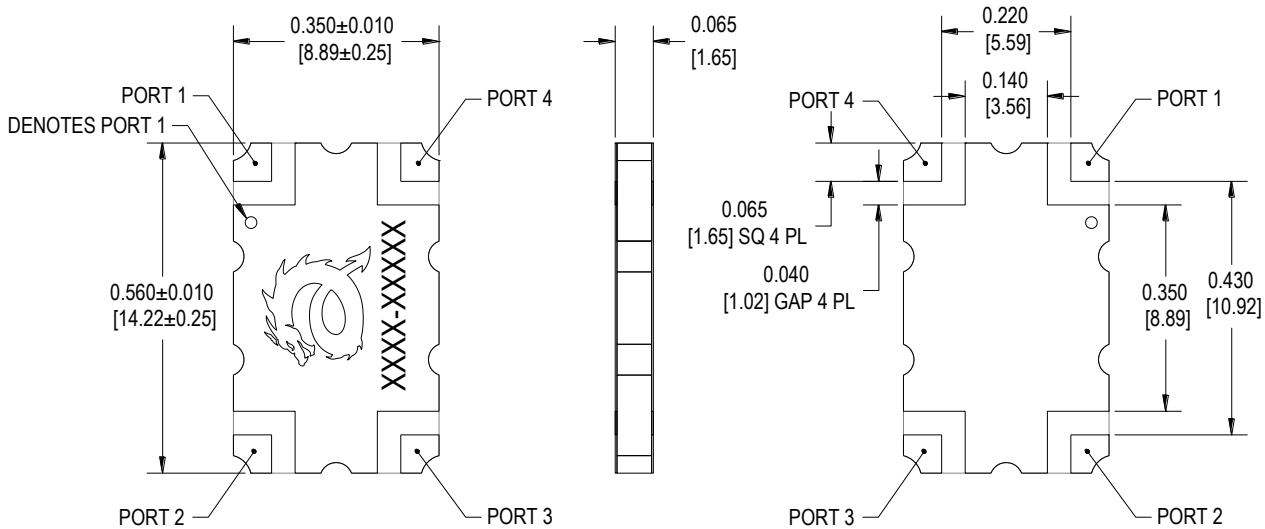 0.350±0.010
[8.89±0.25]
PORT 1
PORT 4
DENOTES PORT 1
0.560±0.010
[14.22±0.25]
XXXX-XXXXX
PORT 2
PORT 3
0.065
[1.65]
0.220
[5.59]
0.140
[3.56]
PORT 4
PORT 1
0.065
[1.65] SQ 4 PL
0.040
[1.02] GAP 4 PL
0.350
[8.89]
0.430
[10.92]
PORT 3
PORT 2